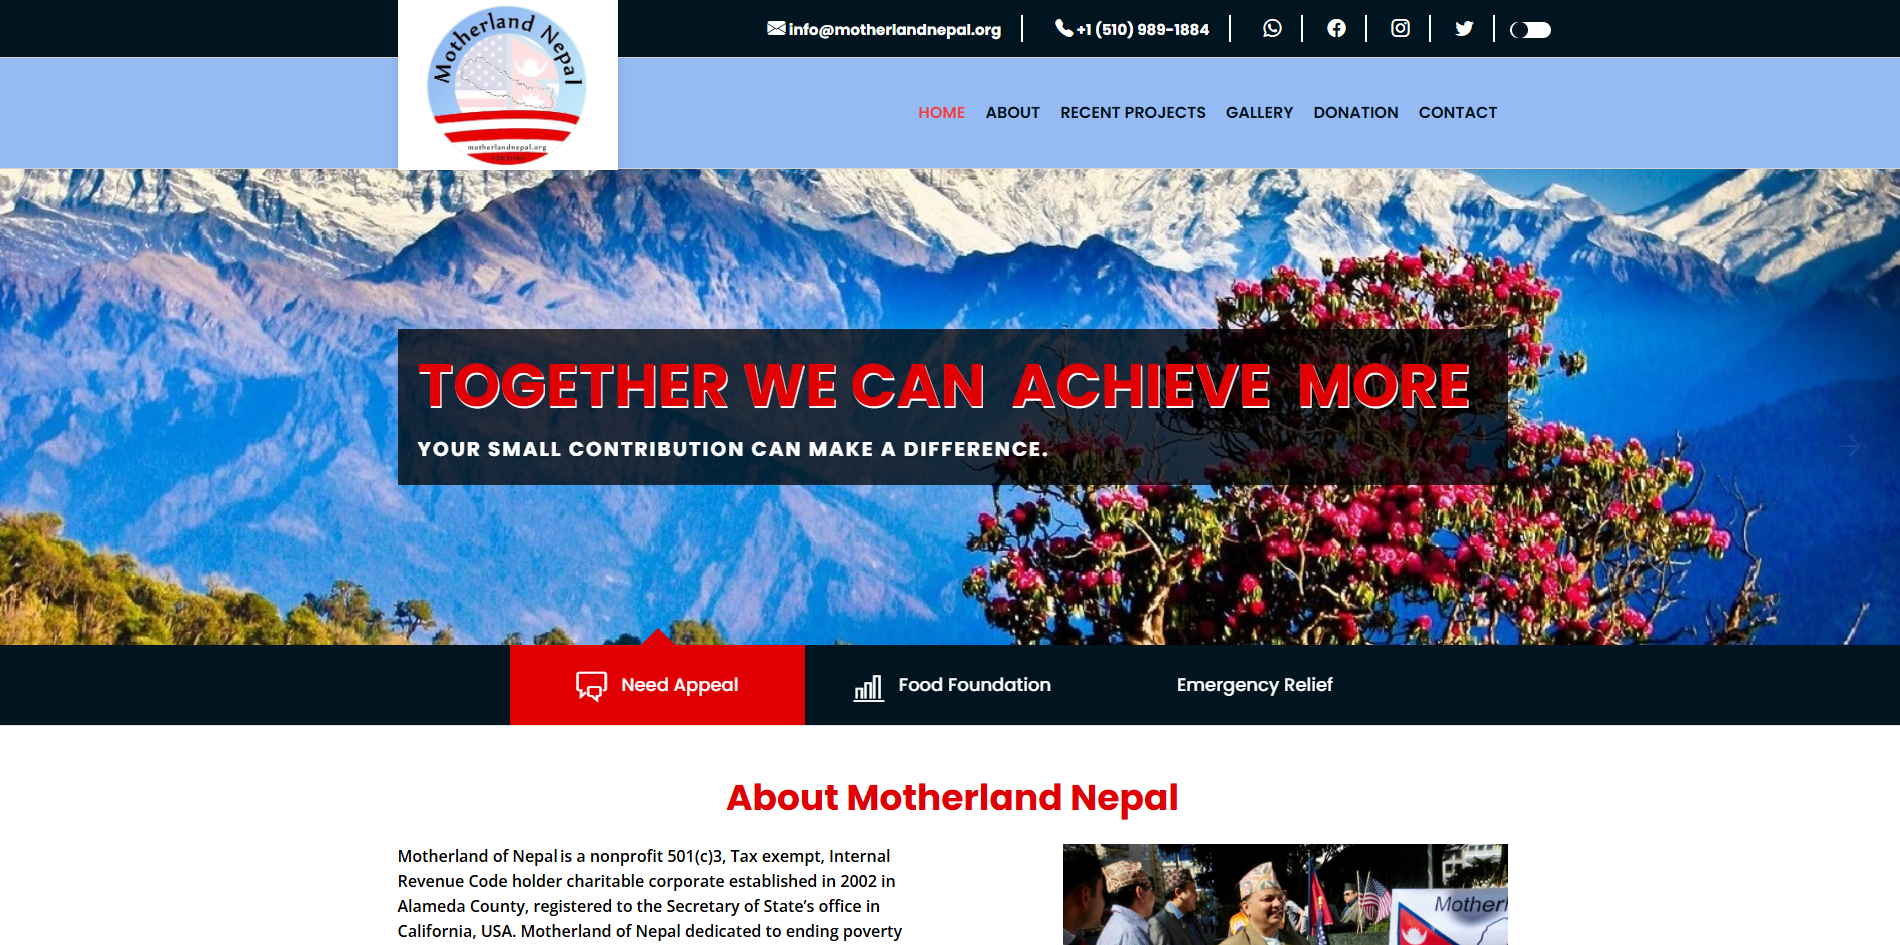 Motherland Nepal
motherlandnepal.org
info@motherlandnepal.org
+1 (510) 989-1884
HOME ABOUT RECENT PROJECTS GALLERY DONATION CONTACT
TOGETHER WE CAN ACHIEVE MORE
YOUR SMALL CONTRIBUTION CAN MAKE A DIFFERENCE.
Need Appeal
Food Foundation
Emergency Relief
About Motherland Nepal
Motherland of Nepal is a nonprofit 501(c)3, Tax exempt, Internal
Revenue Code holder charitable corporate established in 2002 in
Alameda County, registered to the Secretary of State’s office in
California, USA. Motherland of Nepal dedicated to ending poverty